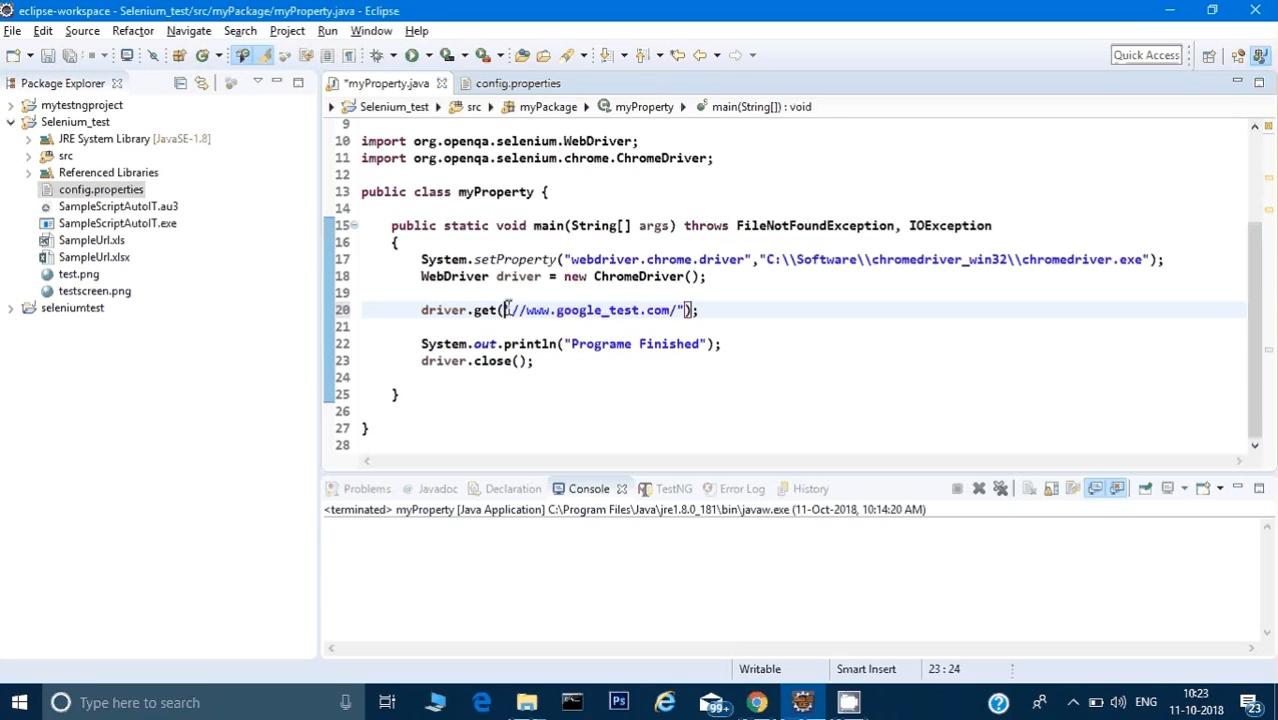 eclipse-workspace - Selenium_test/src/myPackage/myProperty.java - Eclipse
File Edit Source Refactor Navigate Search Project Run Window Help
Quick Access
Package Explorer
*myProperty.java
config.properties
Selenium_test src myPackage myProperty main(String[]) : void
mytestngproject
Selenium_test
JRE System Library [JavaSE-1.8]
src
Referenced Libraries
config.properties
SampleScriptAutoIT.au3
SampleScriptAutoIT.exe
SampleUrl.xls
SampleUrl.xlsx
test.png
testscreen.png
seleniumtest
9
10 import org.openqa.selenium.WebDriver;
11 import org.openqa.selenium.chrome.ChromeDriver;
12
13 public class myProperty {
14
15 public static void main(String[] args) throws FileNotFoundException, IOException
16 {
17 System.setProperty("webdriver.chrome.driver","C:\\Software\\chromedriver_win32\\chromedriver.exe");
18 WebDriver driver = new ChromeDriver();
19
20 driver.get("//www.google_test.com/");
21
22 System.out.println("Programe Finished");
23 driver.close();
24
25 }
26
27 }
28
Problems Javadoc Declaration Console TestNG Error Log History
<terminated> myProperty [Java Application] C:\Program Files\Java\jre1.8.0_181\bin\javaw.exe (11-Oct-2018, 10:14:20 AM)
Writable Smart Insert 23 : 24
Type here to search
99+
ENG
10:23
11-10-2018
23